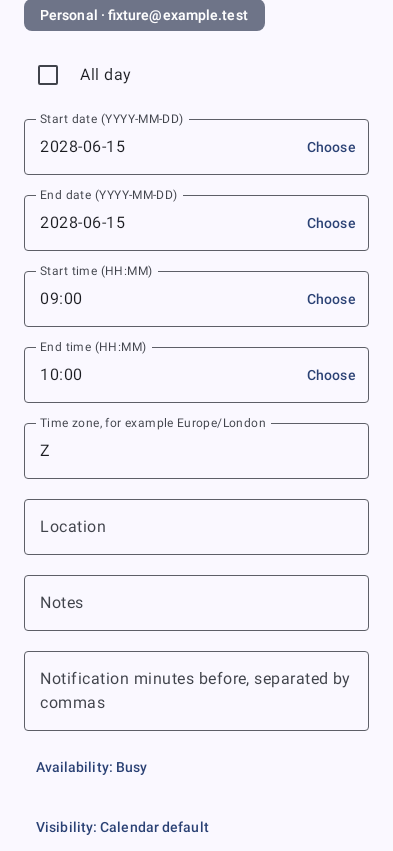 Personal · fixture@example.test
All day
Start date (YYYY-MM-DD)
2028-06-15
Choose
End date (YYYY-MM-DD)
2028-06-15
Choose
Start time (HH:MM)
09:00
Choose
End time (HH:MM)
10:00
Choose
Time zone, for example Europe/London
Z
Location
Notes
Notification minutes before, separated by
commas
Availability: Busy
Visibility: Calendar default